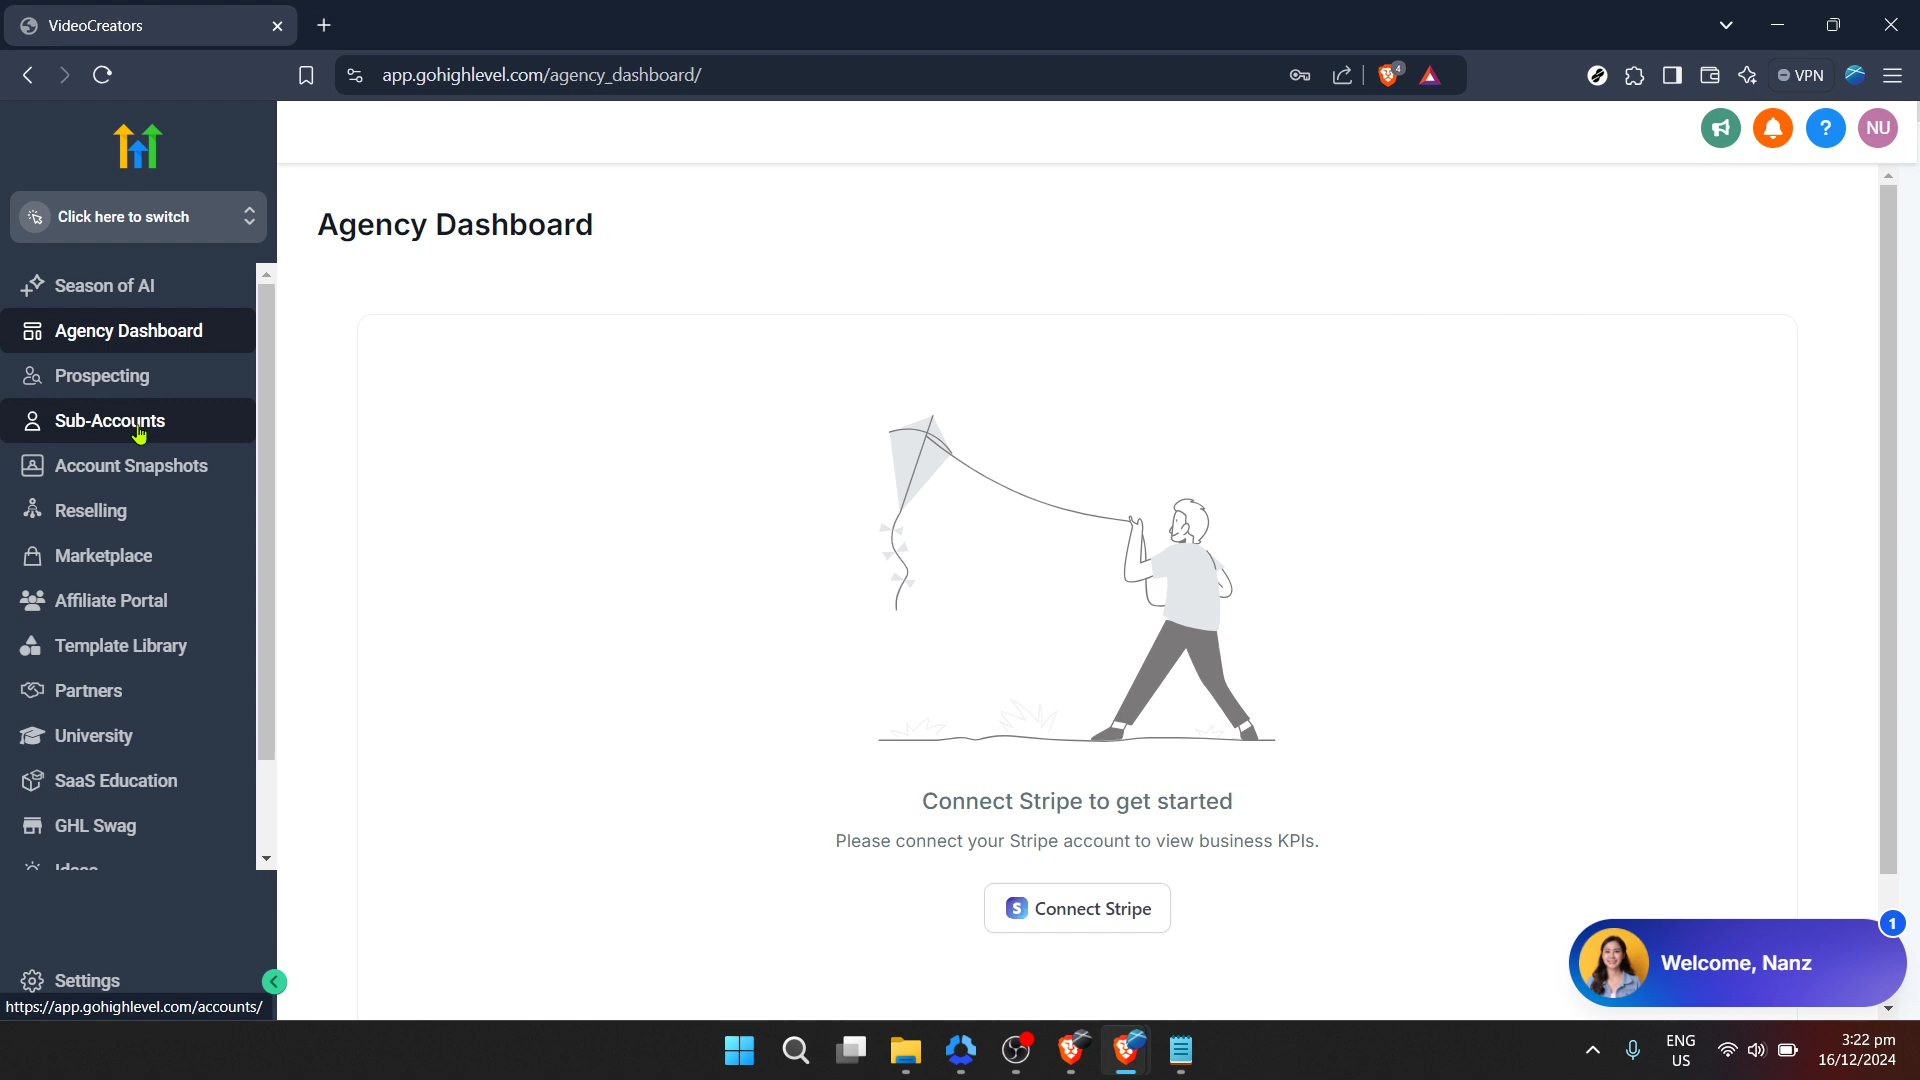 VideoCreators
app.gohighlevel.com/agency_dashboard/
4
VPN
Click here to switch
? NU
Agency Dashboard
Season of AI
Agency Dashboard
Prospecting
Sub-Accounts
Account Snapshots
Reselling
Marketplace
Affiliate Portal
Template Library
Partners
University
SaaS Education
GHL Swag
Ideas
Settings
https://app.gohighlevel.com/accounts/
Connect Stripe to get started
Please connect your Stripe account to view business KPIs.
S Connect Stripe
1
Welcome, Nanz
ENG
US
3:22 pm
16/12/2024